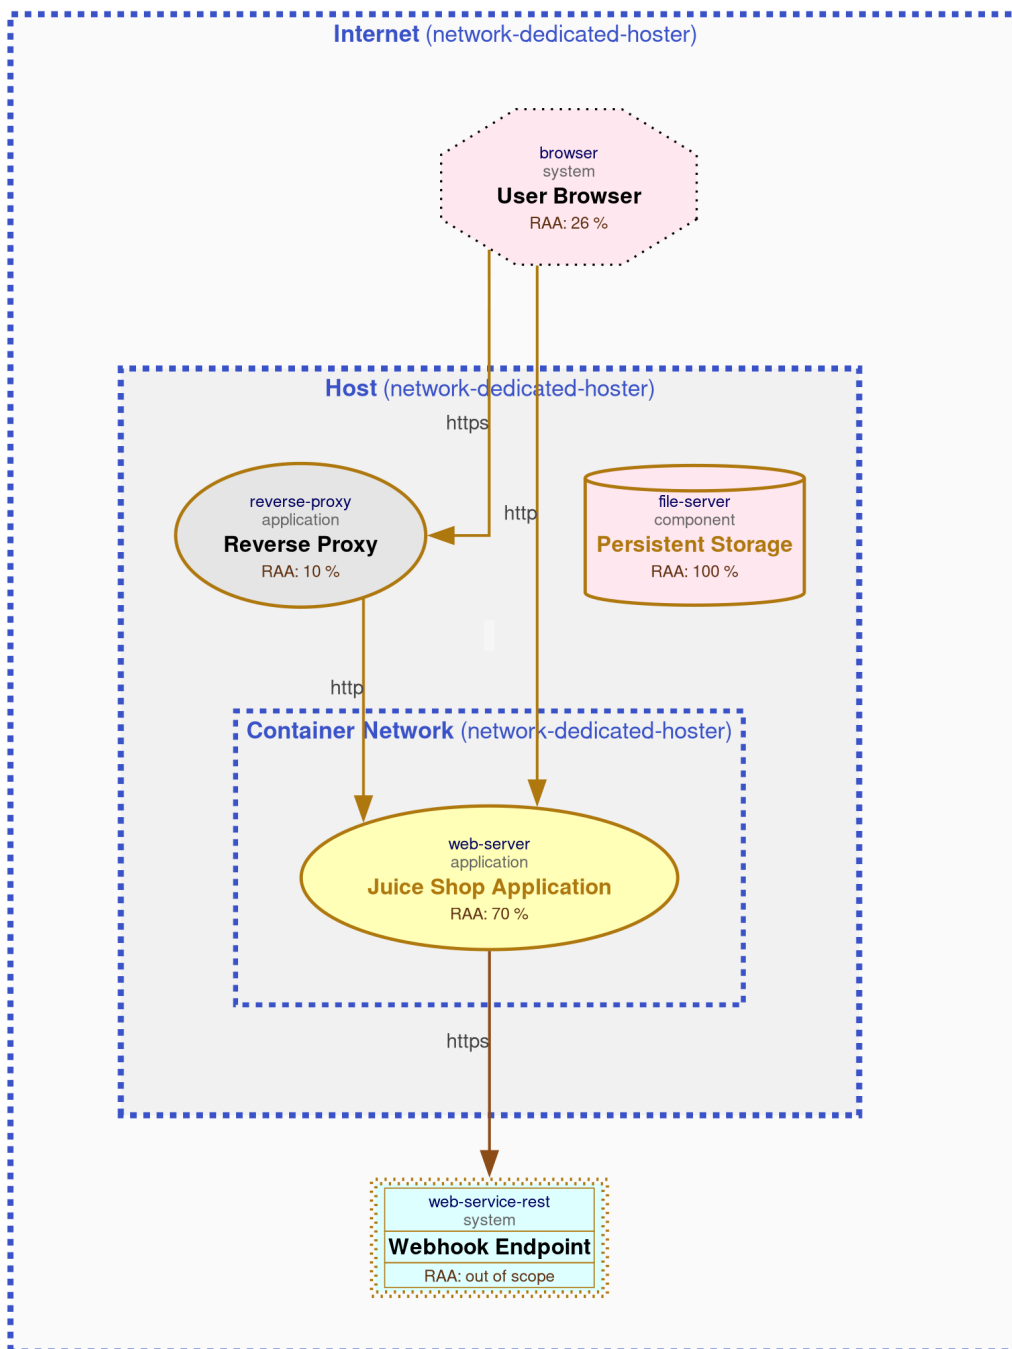 Internet (network-dedicated-hoster)
browser
system
User Browser
RAA: 26 %
Host (network-dedicated-hoster)
https
reverse-proxy
application
Reverse Proxy
RAA: 10 %
http
file-server
component
Persistent Storage
RAA: 100 %
http
Container Network (network-dedicated-hoster)
web-server
application
Juice Shop Application
RAA: 70 %
https
web-service-rest
system
Webhook Endpoint
RAA: out of scope